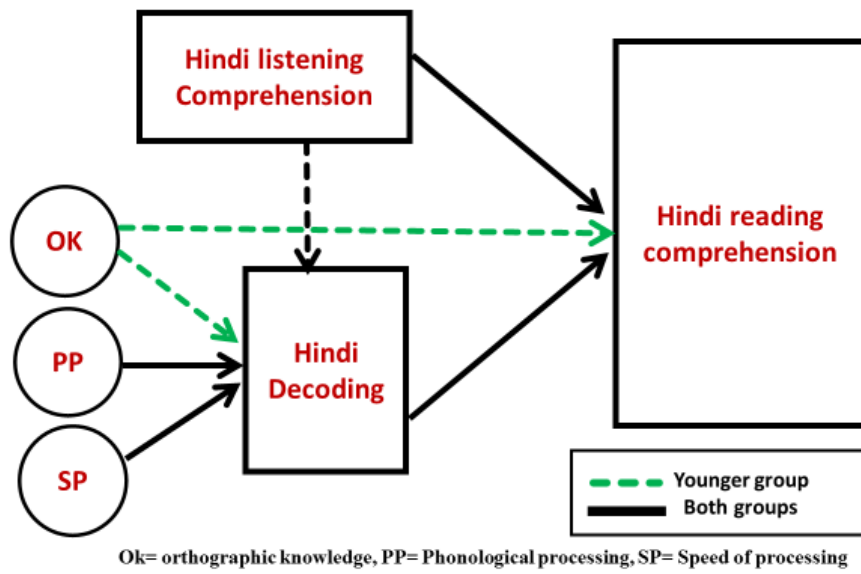 Hindi listening
Comprehension
OK
PP
SP
Hindi
Decoding
Hindi reading
comprehension
Younger group
Both groups
Ok= orthographic knowledge, PP= Phonological processing, SP= Speed of processing